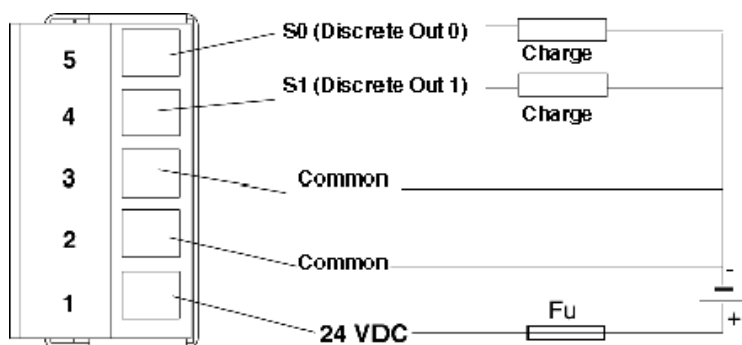 5
S0 (Discrete Out 0)
Charge
4
S1 (Discrete Out 1)
Charge
3
Common
2
Common
-
1
24 VDC
Fu
+